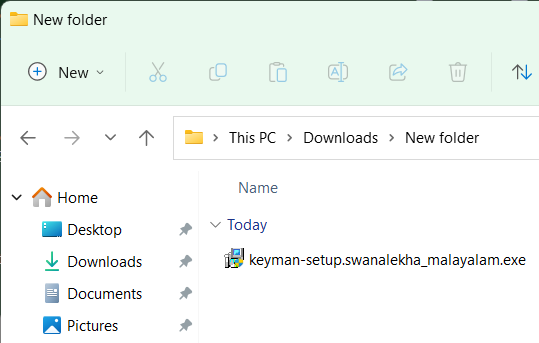 New folder
New
This PC > Downloads > New folder
Home
Desktop
Downloads
Documents
Pictures
Name
Today
keyman-setup.swanalekha_malayalam.exe